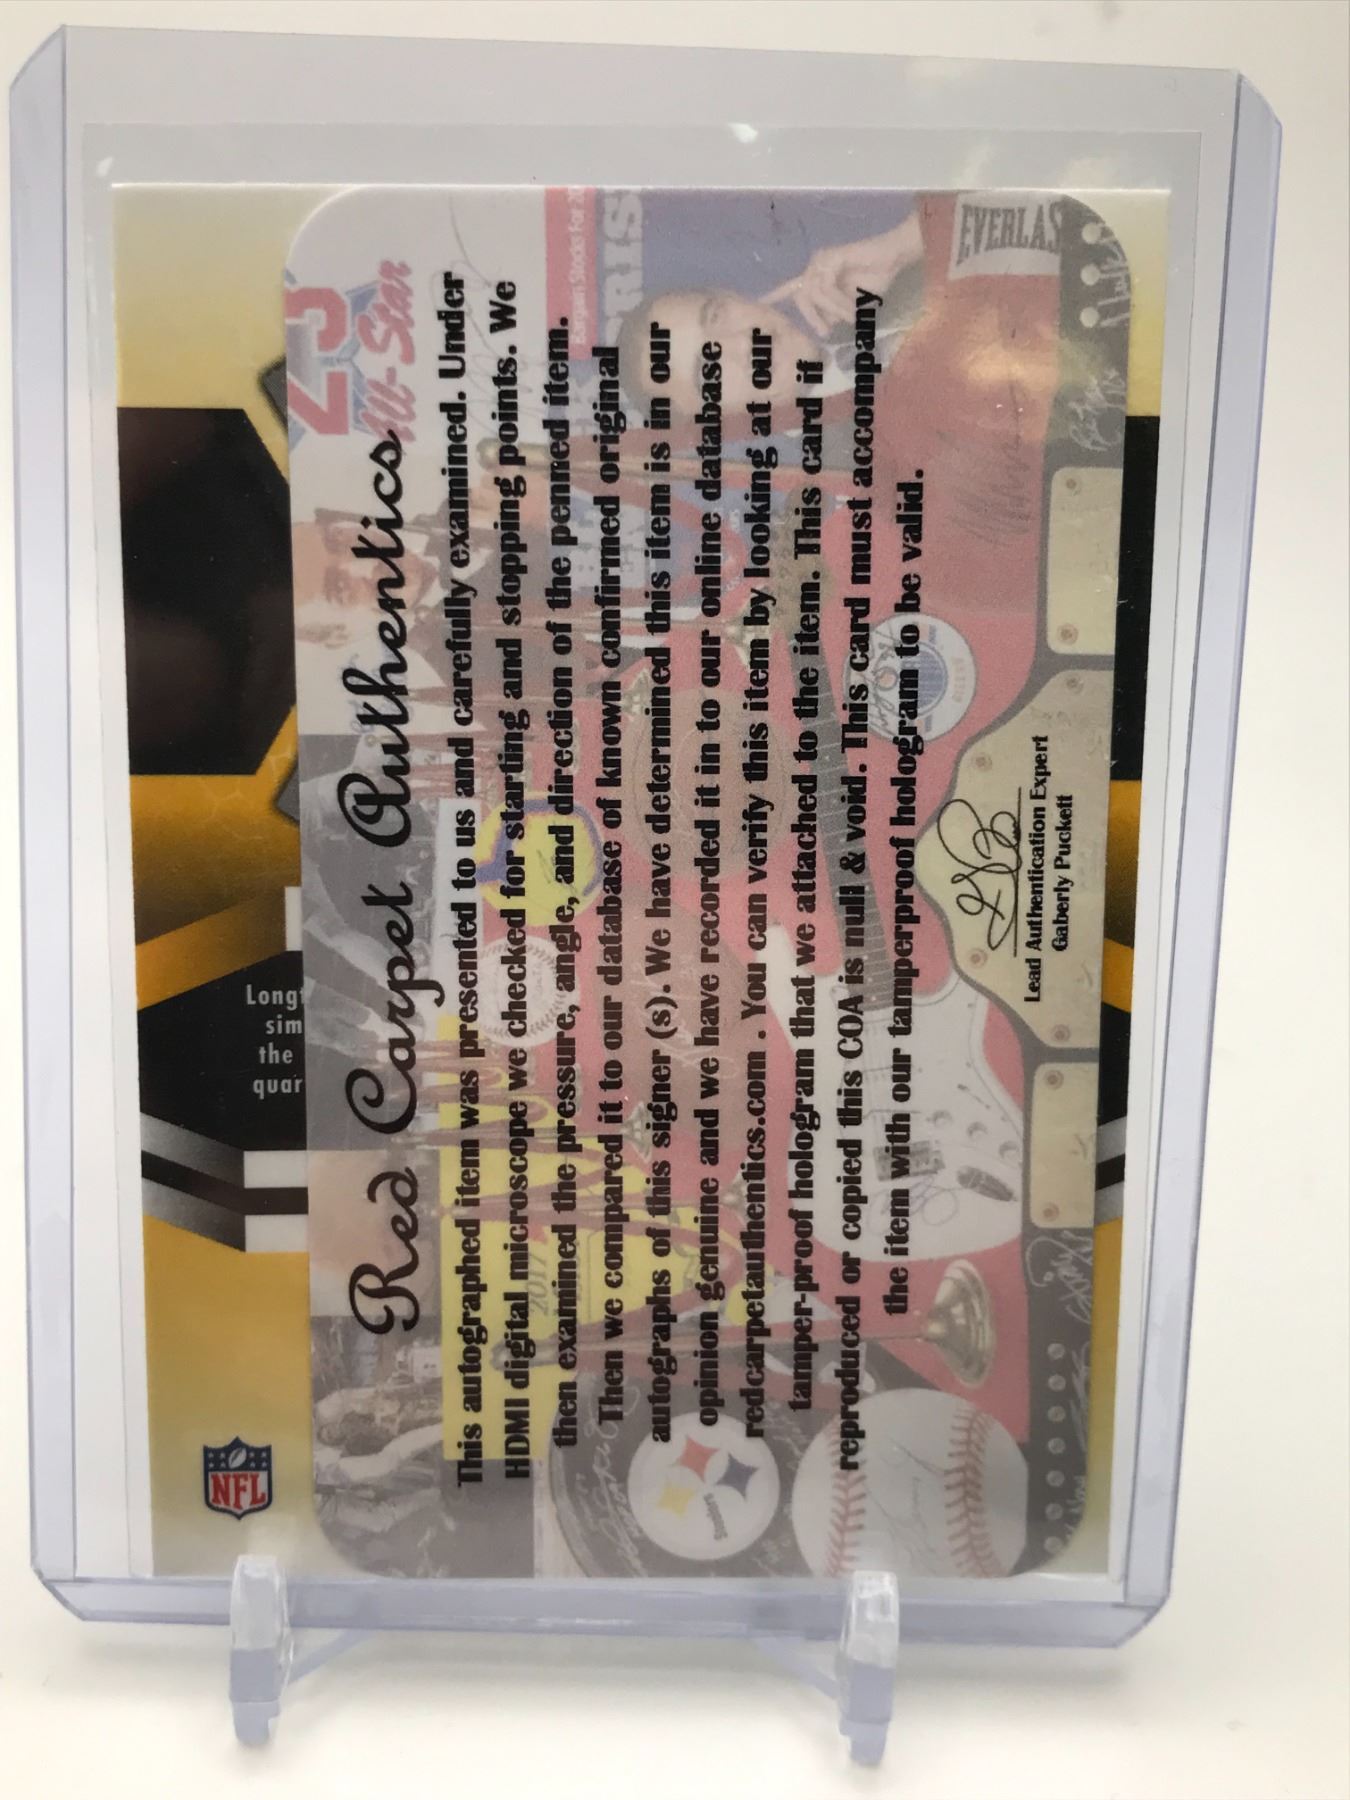 Red Carpet Authentics
This autographed item was presented to us and carefully examined. Under
HDMI digital microscope we checked for starting and stopping points. We
then examined the pressure, angle, and direction of the penned item.
Then we compared it to our database of known confirmed original
autographs of this signer (s). We have determined this item is in our
opinion genuine and we have recorded it in to our online database
redcarpetauthentics.com . You can verify this item by looking at our
tamper-proof hologram that we attached to the item. This card if
reproduced or copied this COA is null & void. This card must accompany
the item with our tamperproof hologram to be valid.
Lead Authentication Expert
Gaberly Puckett
All-Star
EVERLAS
2017
Steelers
NFL
sim
the
quar